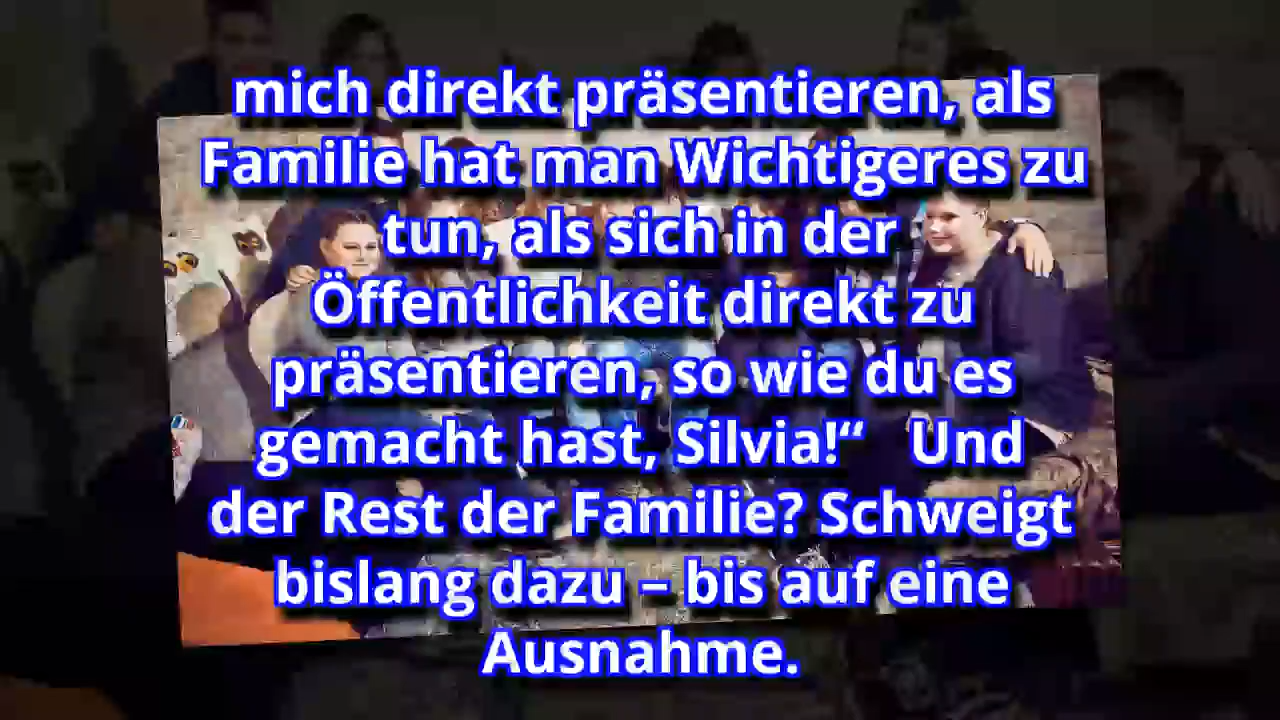 mich direkt präsentieren, als
Familie hat man Wichtigeres zu
tun, als sich in der
Öffentlichkeit direkt zu
präsentieren, so wie du es
gemacht hast, Silvia!“ Und
der Rest der Familie? Schweigt
bislang dazu – bis auf eine
Ausnahme.